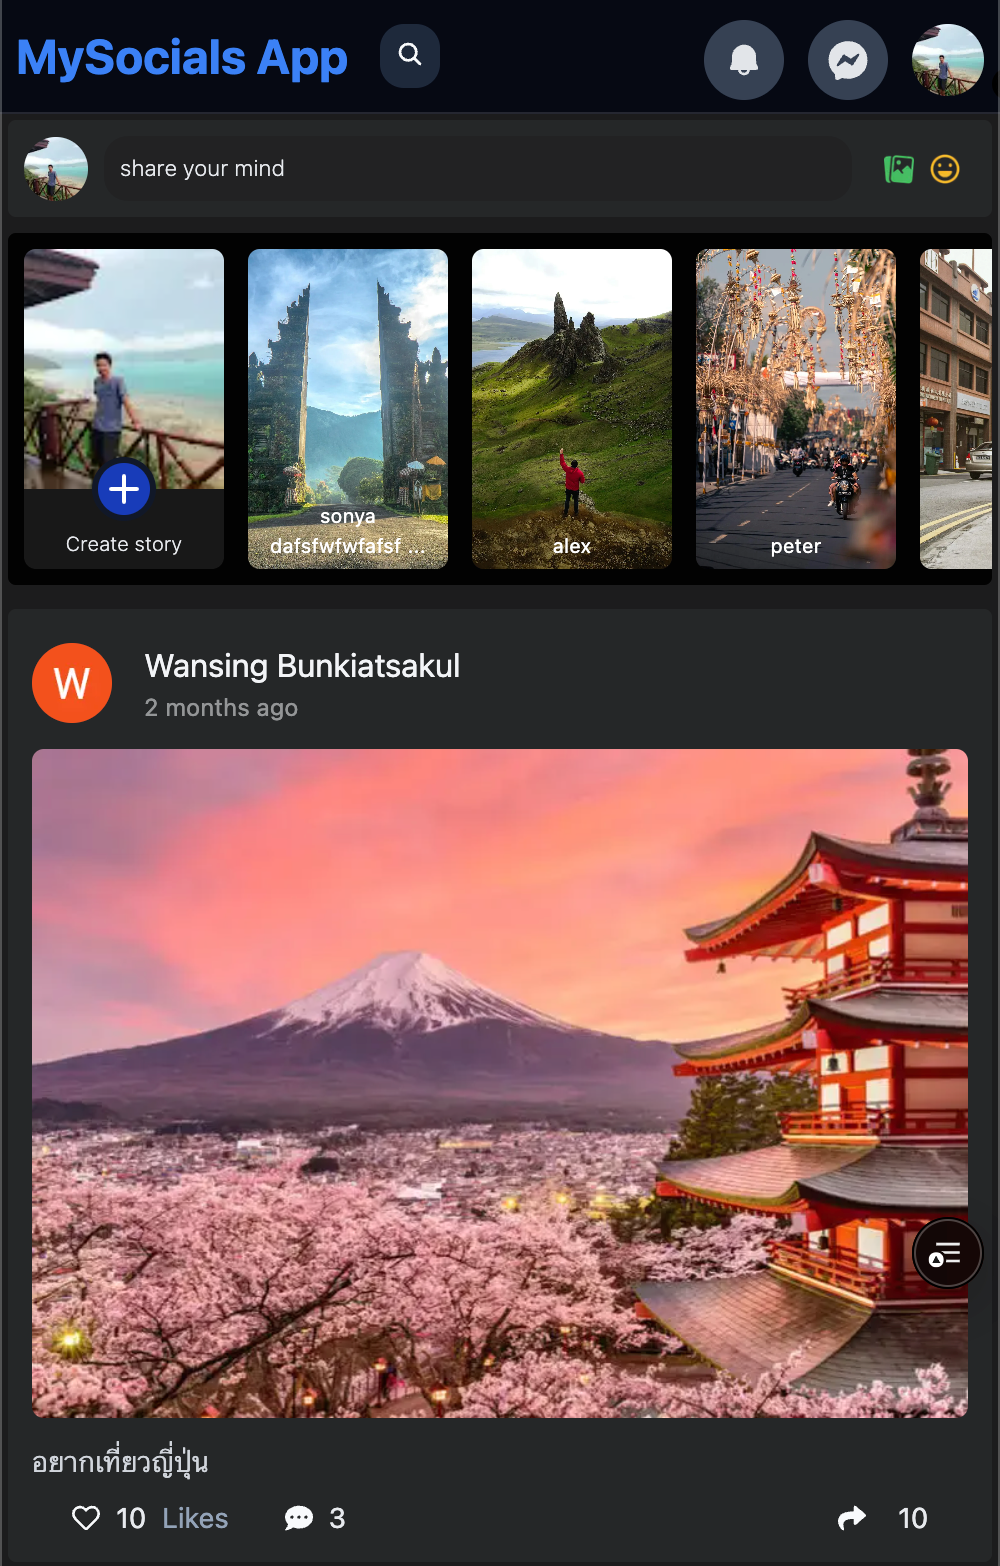 MySocials App
share your mind
Create story
sonya
dafsfwfwfafsf ...
alex
peter
W
Wansing Bunkiatsakul
2 months ago
อยากเที่ยวญี่ปุ่น
10 Likes 3 10